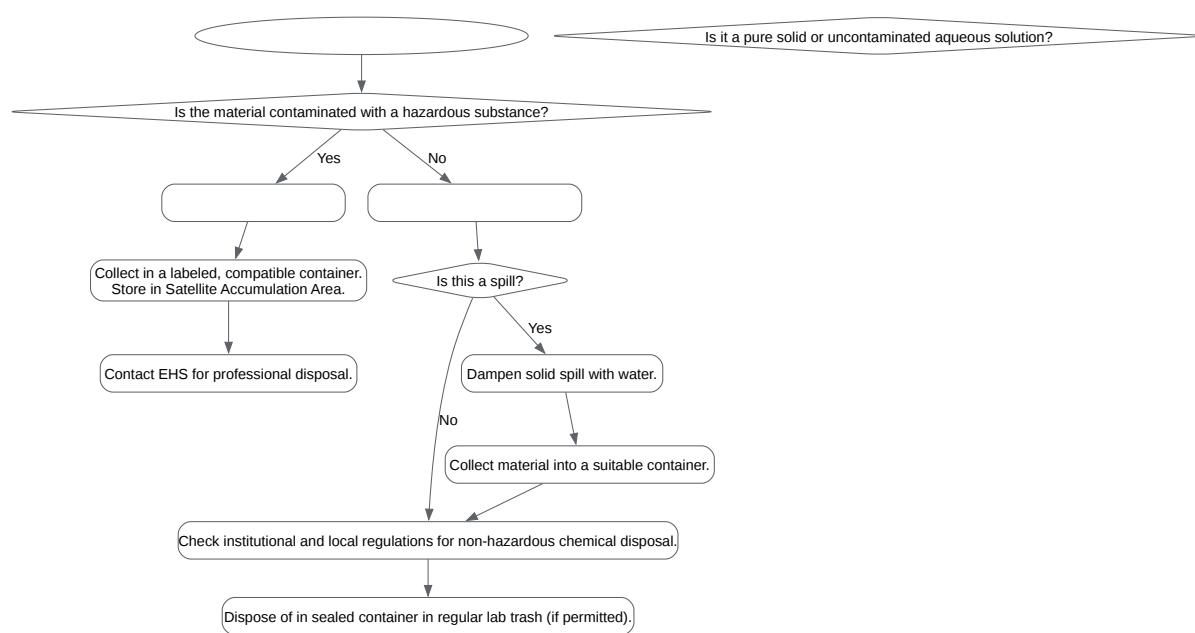 Is it a pure solid or uncontaminated aqueous solution?
Is the material contaminated with a hazardous substance?
Yes
No
Collect in a labeled, compatible container.
Store in Satellite Accumulation Area.
Is this a spill?
Yes
Contact EHS for professional disposal.
Dampen solid spill with water.
No
Collect material into a suitable container.
Check institutional and local regulations for non-hazardous chemical disposal.
Dispose of in sealed container in regular lab trash (if permitted).